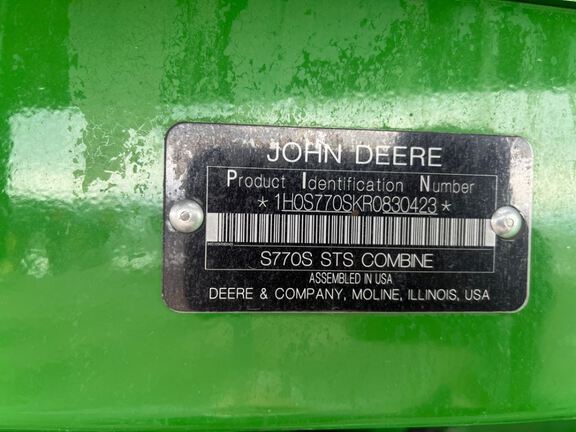 JOHN DEERE
Product Identification Number
*1H0S770SKR0830423*
S770S STS COMBINE
ASSEMBLED IN USA
DEERE & COMPANY, MOLINE, ILLINOIS, USA